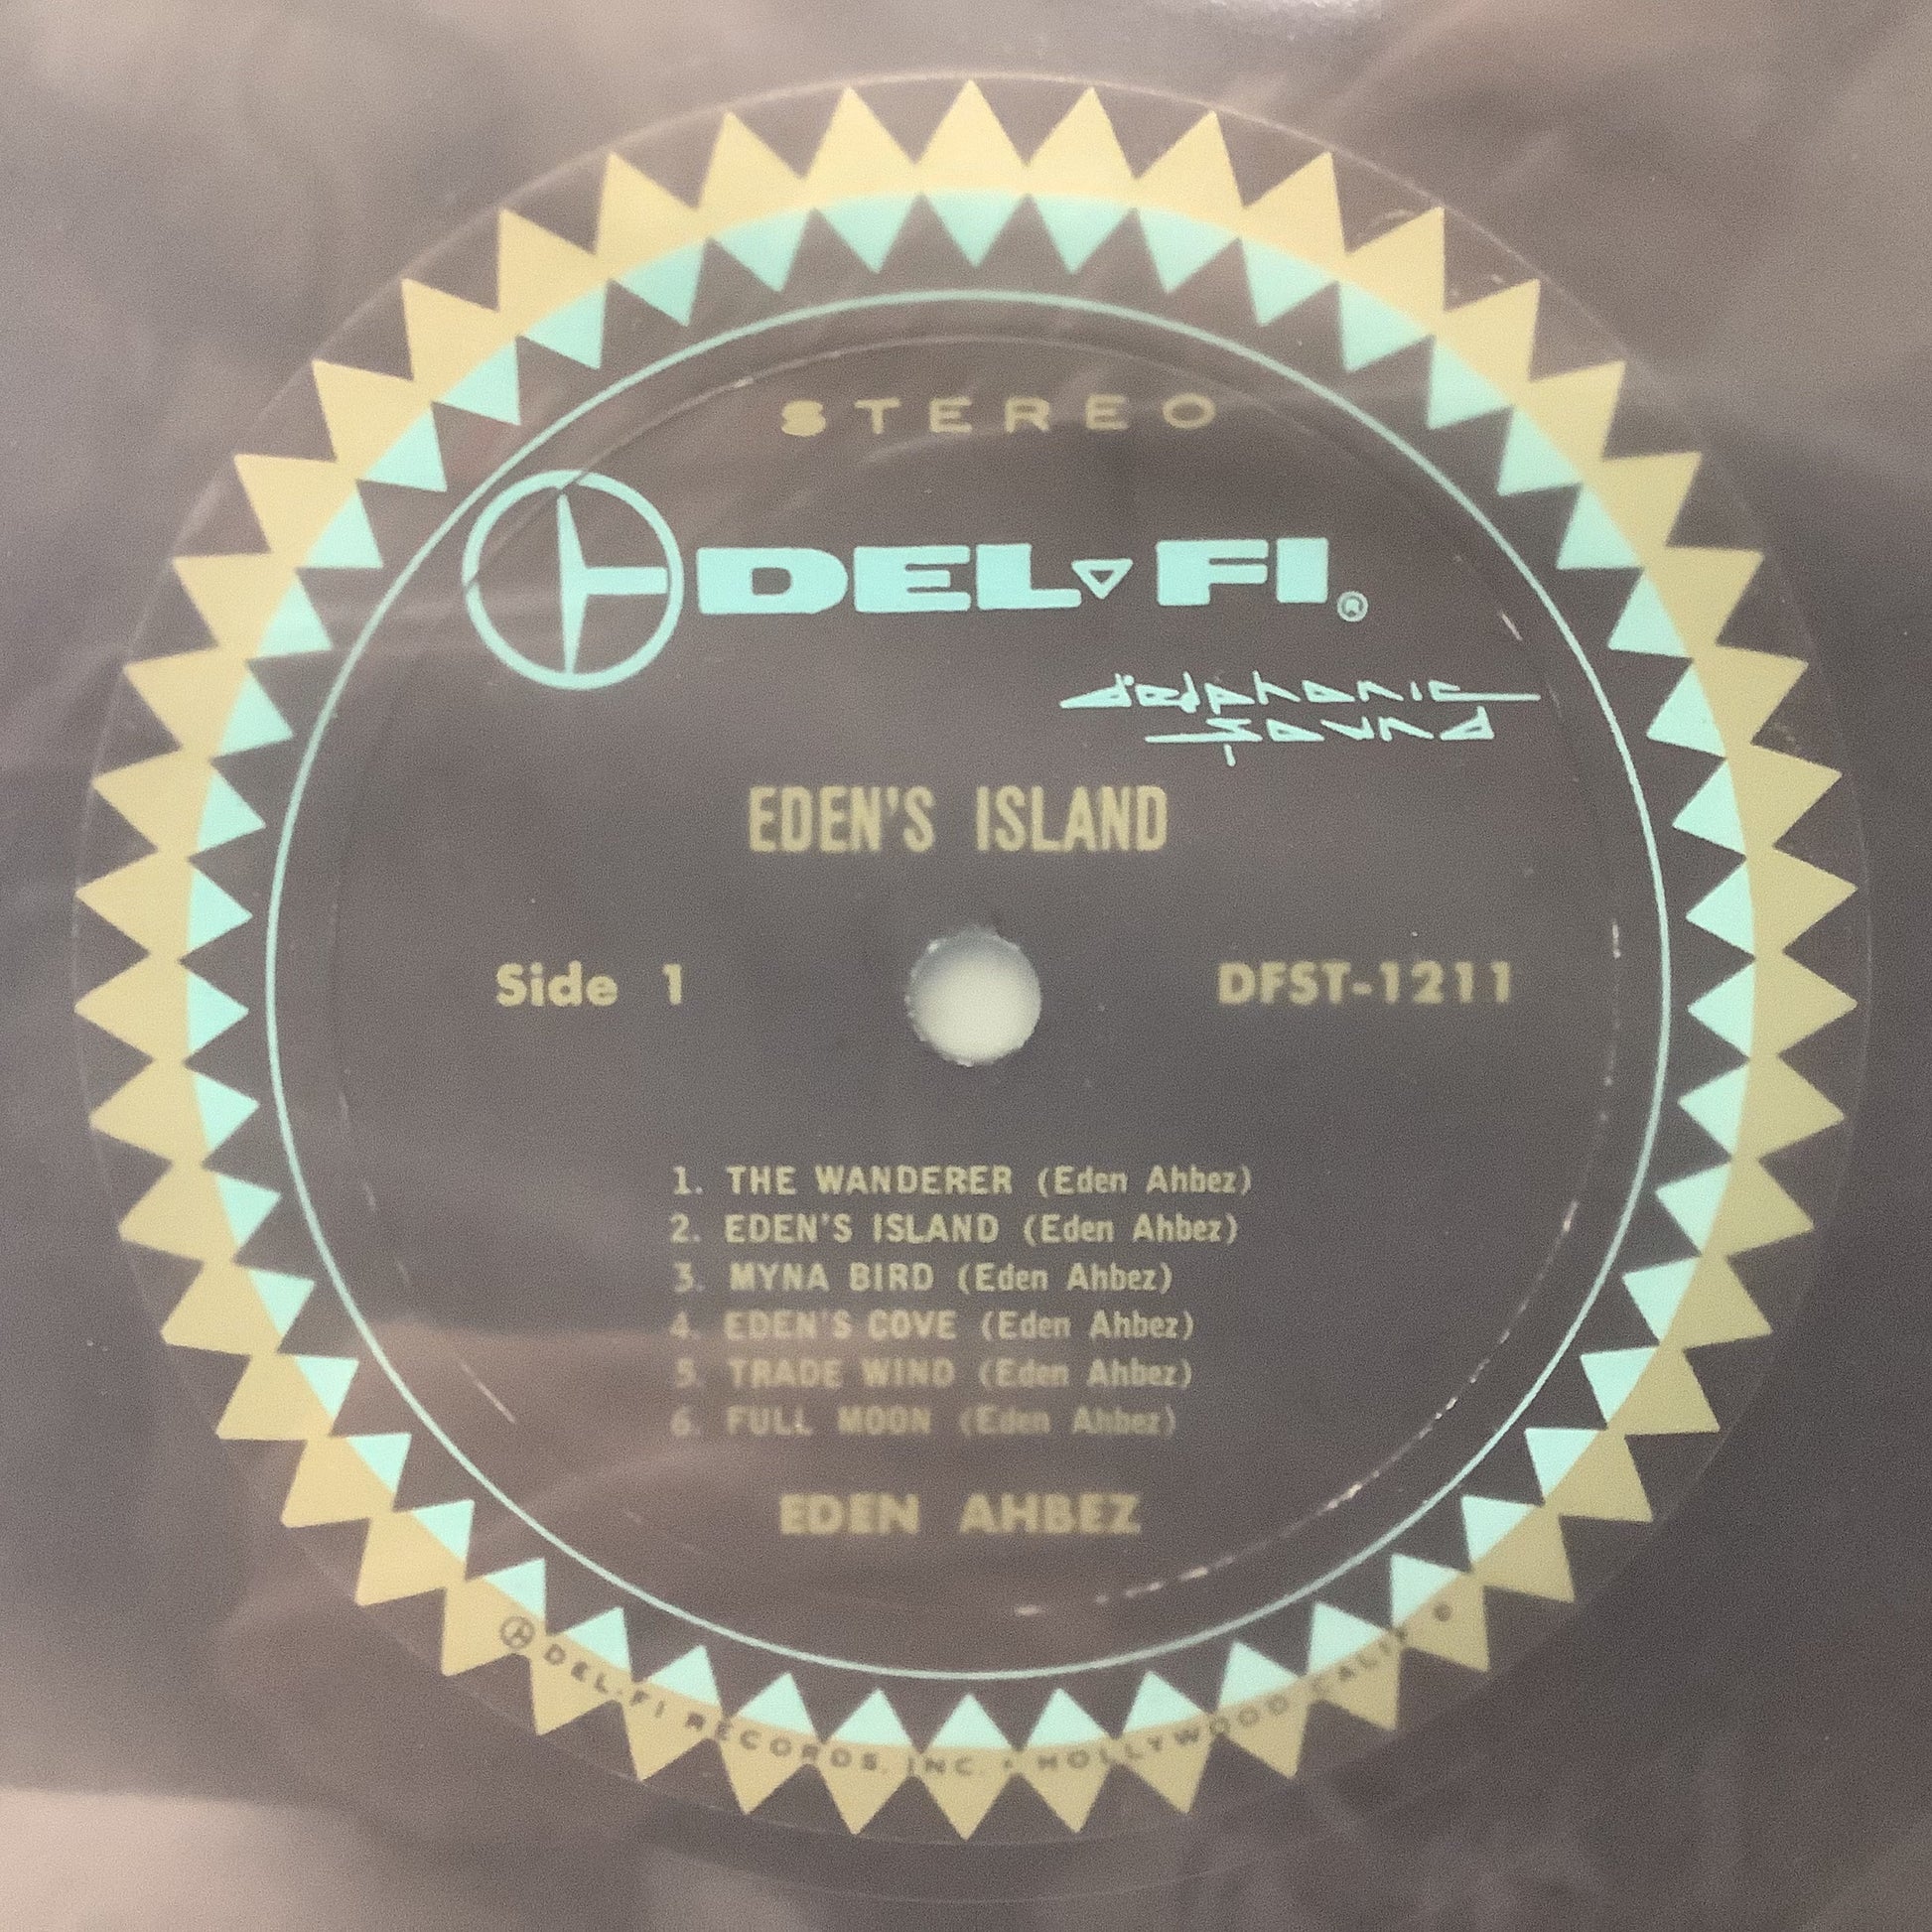 STEREO
DEL▿FI®
delphonic
sound
EDEN'S ISLAND
Side 1
DFST-1211
1. THE WANDERER (Eden Ahbez)
2. EDEN'S ISLAND (Eden Ahbez)
3. MYNA BIRD (Eden Ahbez)
4. EDEN'S COVE (Eden Ahbez)
5. TRADE WIND (Eden Ahbez)
6. FULL MOON (Eden Ahbez)
EDEN AHBEZ
DEL-FI RECORDS, INC. • HOLLYWOOD CALIF. •